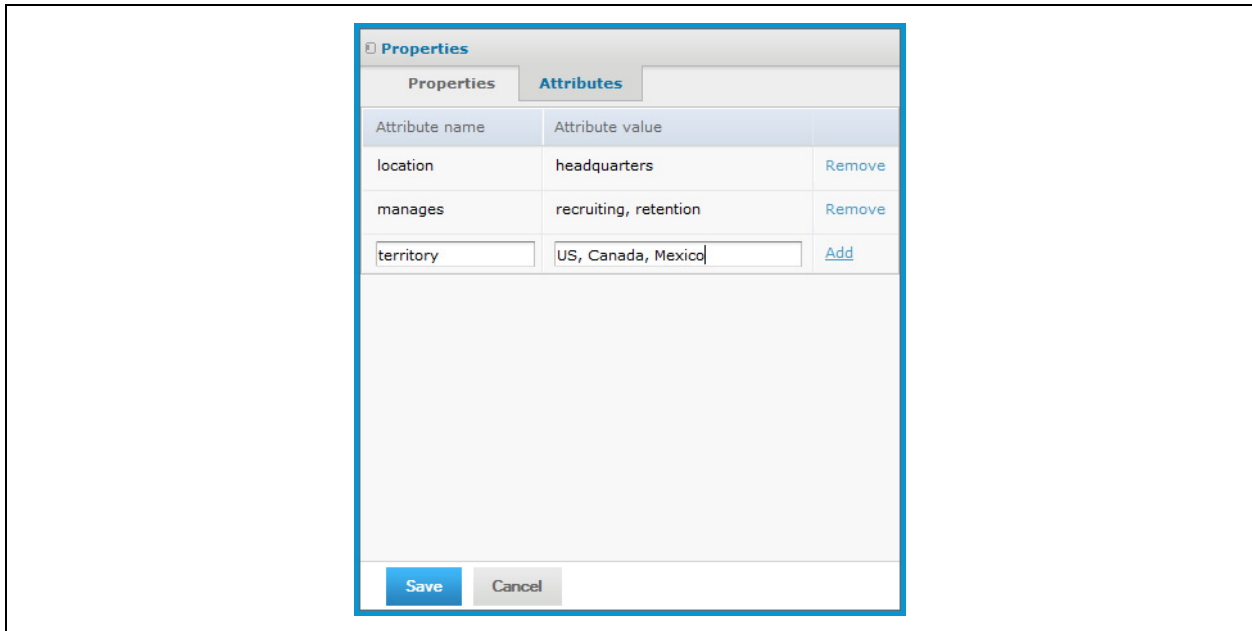 Properties
Properties Attributes
Attribute name Attribute value
location headquarters Remove
manages recruiting, retention Remove
territory US, Canada, Mexico Add
Save Cancel